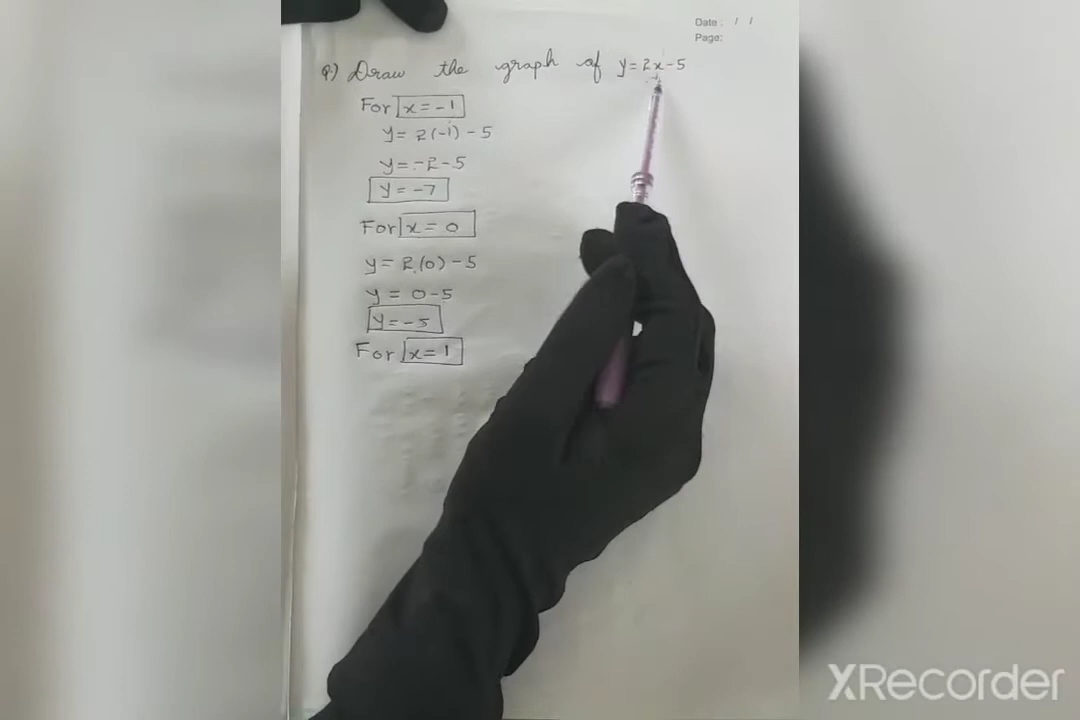 Date : / /
Page:
Q.) Draw the graph of y = 2x - 5
For x = -1
y = 2(-1) - 5
y = -2 - 5
y = -7
For x = 0
y = 2(0) - 5
y = 0 - 5
y = -5
For x = 1
XRecorder